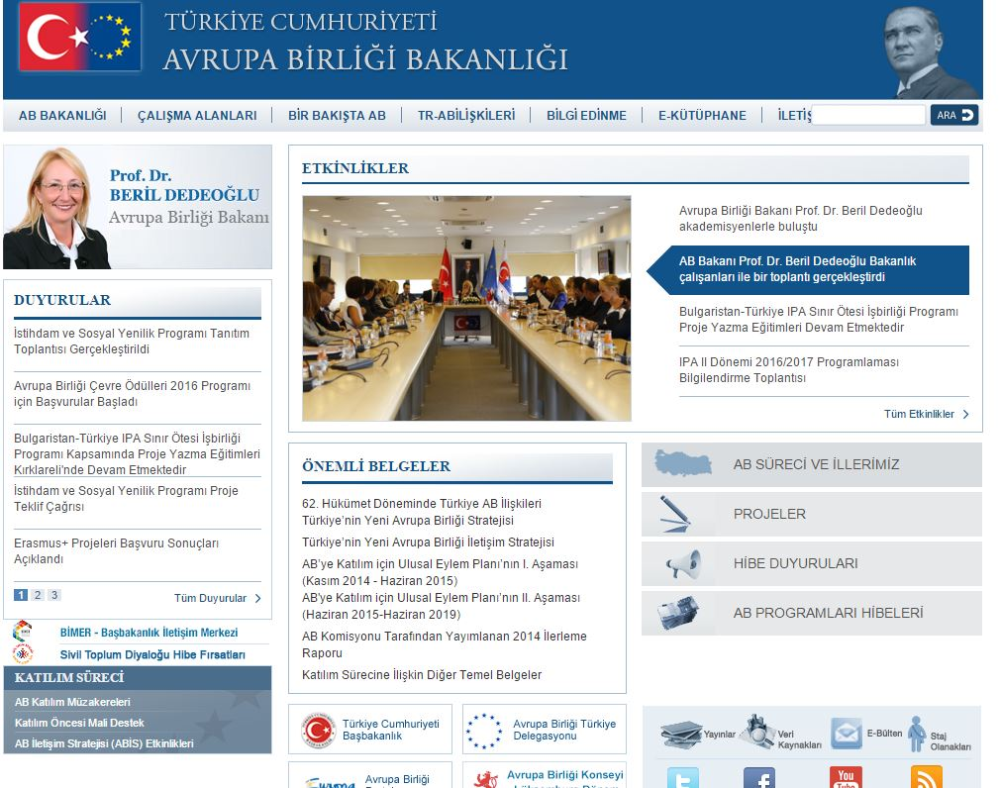 TÜRKİYE CUMHURİYETİ
AVRUPA BİRLİĞİ BAKANLIĞI
AB BAKANLIĞI
ÇALIŞMA ALANLARI
BİR BAKIŞTA AB
TR-ABİLİŞKİLERİ
BİLGİ EDİNME
E-KÜTÜPHANE
İLETİŞ
ARA
Prof. Dr.
BERİL DEDEOĞLU
Avrupa Birliği Bakanı
DUYURULAR
İstihdam ve Sosyal Yenilik Programı Tanıtım
Toplantısı Gerçekleştirildi
Avrupa Birliği Çevre Ödülleri 2016 Programı
için Başvurular Başladı
Bulgaristan-Türkiye IPA Sınır Ötesi İşbirliği
Programı Kapsamında Proje Yazma Eğitimleri
Kırklareli'nde Devam Etmektedir
İstihdam ve Sosyal Yenilik Programı Proje
Teklif Çağrısı
Erasmus+ Projeleri Başvuru Sonuçları
Açıklandı
1 2 3
Tüm Duyurular
BİMER - Başbakanlık İletişim Merkezi
Sivil Toplum Diyaloğu Hibe Fırsatları
KATILIM SÜRECİ
AB Katılım Müzakereleri
Katılım Öncesi Mali Destek
AB İletişim Stratejisi (ABİS) Etkinlikleri
ETKİNLİKLER
Avrupa Birliği Bakanı Prof. Dr. Beril Dedeoğlu
akademisyenlerle buluştu
AB Bakanı Prof. Dr. Beril Dedeoğlu Bakanlık
çalışanları ile bir toplantı gerçekleştirdi
Bulgaristan-Türkiye IPA Sınır Ötesi İşbirliği Programı
Proje Yazma Eğitimleri Devam Etmektedir
IPA II Dönemi 2016/2017 Programlaması
Bilgilendirme Toplantısı
Tüm Etkinlikler
ÖNEMLİ BELGELER
62. Hükümet Döneminde Türkiye AB İlişkileri
Türkiye'nin Yeni Avrupa Birliği Stratejisi
Türkiye'nin Yeni Avrupa Birliği İletişim Stratejisi
AB'ye Katılım için Ulusal Eylem Planı'nın I. Aşaması
(Kasım 2014 - Haziran 2015)
AB'ye Katılım için Ulusal Eylem Planı'nın II. Aşaması
(Haziran 2015-Haziran 2019)
AB Komisyonu Tarafından Yayımlanan 2014 İlerleme
Raporu
Katılım Sürecine İlişkin Diğer Temel Belgeler
AB SÜRECİ VE İLLERİMİZ
PROJELER
HİBE DUYURULARI
AB PROGRAMLARI HİBELERİ
Türkiye Cumhuriyeti
Başbakanlık
Avrupa Birliği Türkiye
Delegasyonu
Avrupa Birliği
Avrupa Birliği Konseyi
Yayınlar
Veri
Kaynakları
E-Bülten
Staj
Olanakları
You
Tube